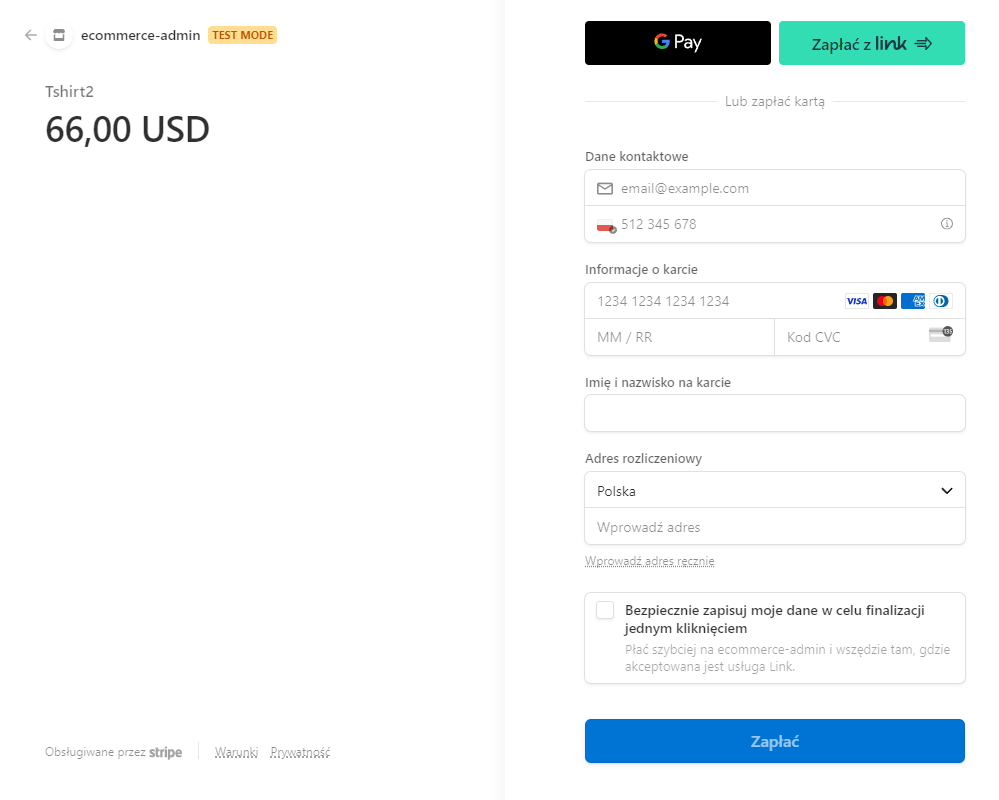 ecommerce-admin TEST MODE
Tshirt2
66,00 USD
Obsługiwane przez stripe
Warunki Prywatność
G Pay
Zapłać z link
Lub zapłać kartą
Dane kontaktowe
email@example.com
512 345 678
Informacje o karcie
1234 1234 1234 1234 VISA AMEX
MM / RR
Kod CVC 135
Imię i nazwisko na karcie
Adres rozliczeniowy
Polska
Wprowadź adres
Wprowadź adres ręcznie
Bezpiecznie zapisuj moje dane w celu finalizacji
jednym kliknięciem
Płać szybciej na ecommerce-admin i wszędzie tam, gdzie
akceptowana jest usługa Link.
Zapłać